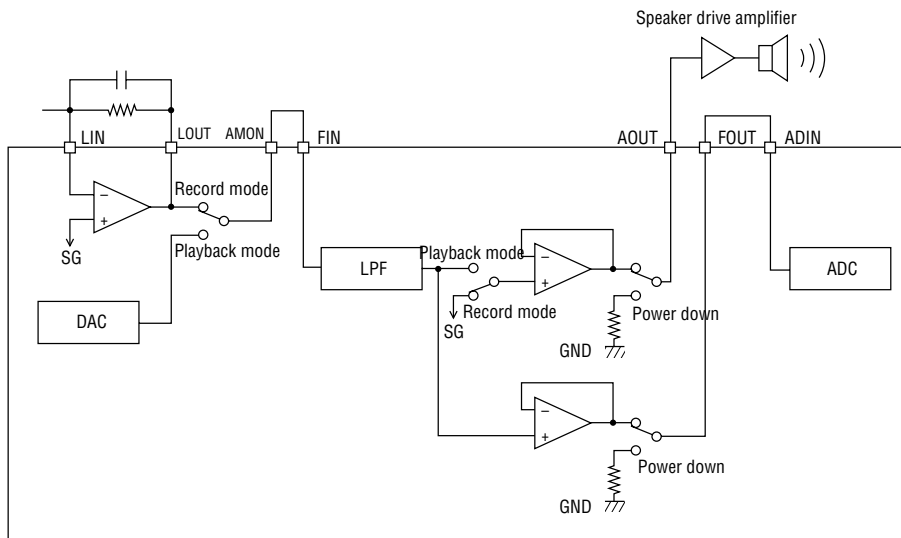 Speaker drive amplifier
LIN
LOUT
AMON
FIN
AOUT
FOUT
ADIN
−
+
SG
Record mode
Playback mode
DAC
LPF
Playback mode
SG
Record mode
−
+
Power down
GND
ADC
−
+
Power down
GND